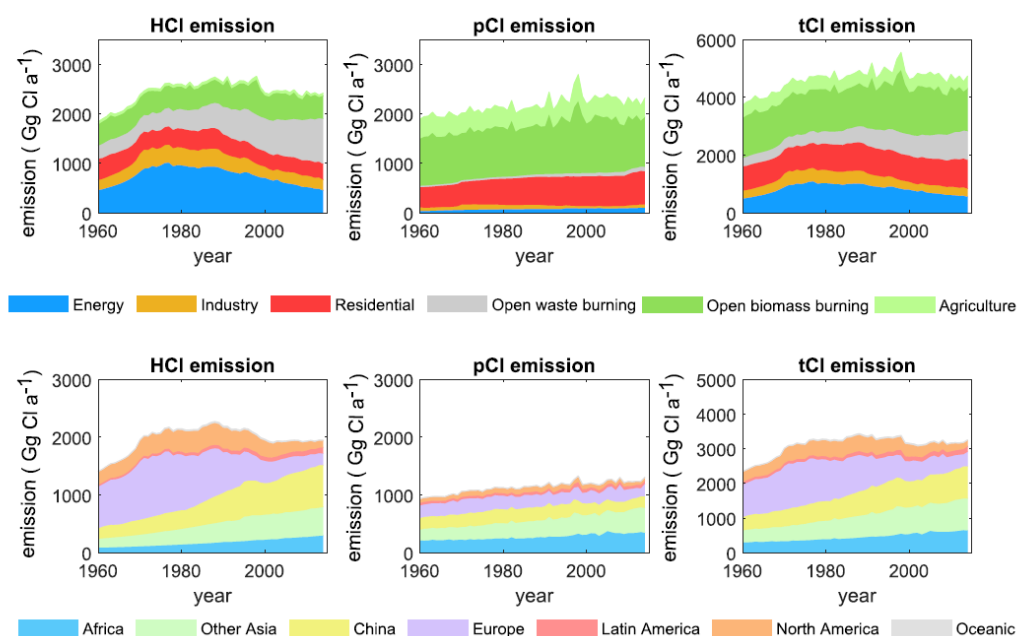 HCl emission pCl emission tCl emission
emission ( Gg Cl a⁻¹)
3000
2000
1000
0
1960 1980 2000
year
emission ( Gg Cl a⁻¹)
3000
2000
1000
0
1960 1980 2000
year
emission ( Gg Cl a⁻¹)
6000
4000
2000
0
1960 1980 2000
year
Energy Industry Residential Open waste burning Open biomass burning Agriculture
HCl emission pCl emission tCl emission
emission ( Gg Cl a⁻¹)
3000
2000
1000
0
1960 1980 2000
year
emission ( Gg Cl a⁻¹)
3000
2000
1000
0
1960 1980 2000
year
emission ( Gg Cl a⁻¹)
5000
4000
3000
2000
1000
0
1960 1980 2000
year
Africa Other Asia China Europe Latin America North America Oceanic